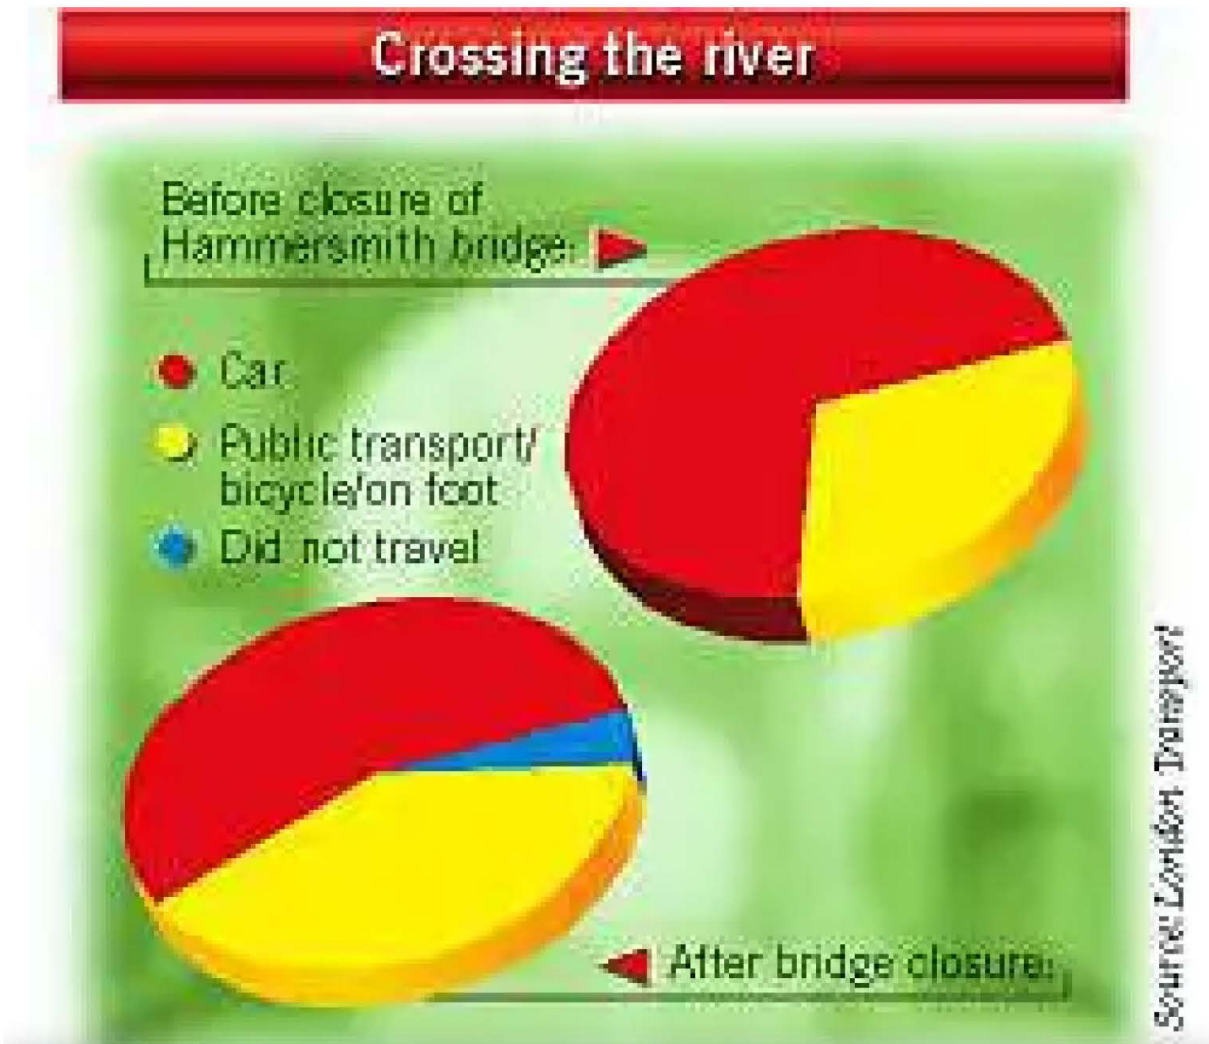 Crossing the river
Before closure of
Hammersmith bridge:
Car
Public transport/
bicycle/on foot
Did not travel
After bridge closure:
Source: London Transport